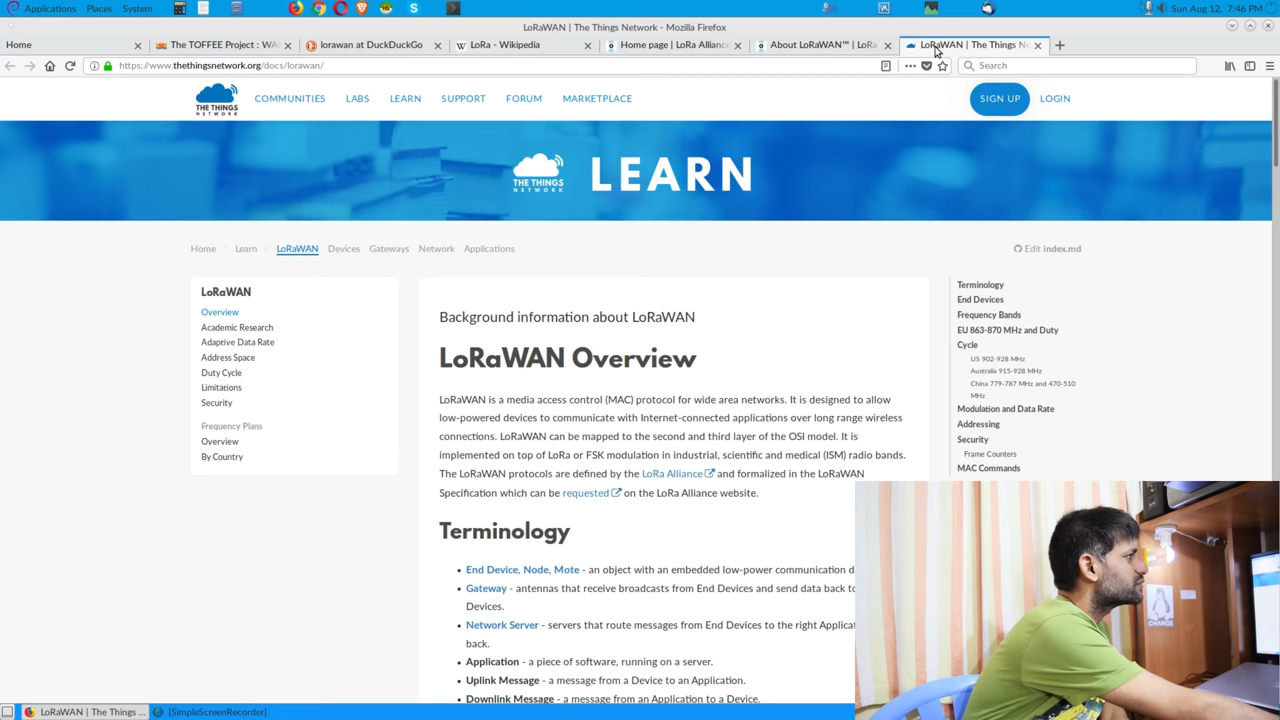 Applications Places System
Sun Aug 12, 7:46 PM
LoRaWAN | The Things Network - Mozilla Firefox
Home
The TOFFEE Project : WA
lorawan at DuckDuckGo
LoRa - Wikipedia
Home page | LoRa Alliance
About LoRaWAN™ | LoRa
LoRaWAN | The Things Ne
https://www.thethingsnetwork.org/docs/lorawan/
Search
THE THINGS NETWORK
COMMUNITIES LABS LEARN SUPPORT FORUM MARKETPLACE
SIGN UP LOGIN
THE THINGS NETWORK LEARN
Home / Learn / LoRaWAN Devices Gateways Network Applications
Edit index.md
LoRaWAN
Overview
Academic Research
Adaptive Data Rate
Address Space
Duty Cycle
Limitations
Security
Frequency Plans
Overview
By Country
Background information about LoRaWAN
LoRaWAN Overview
LoRaWAN is a media access control (MAC) protocol for wide area networks. It is designed to allow
low-powered devices to communicate with Internet-connected applications over long range wireless
connections. LoRaWAN can be mapped to the second and third layer of the OSI model. It is
implemented on top of LoRa or FSK modulation in industrial, scientific and medical (ISM) radio bands.
The LoRaWAN protocols are defined by the LoRa Alliance and formalized in the LoRaWAN
Specification which can be requested on the LoRa Alliance website.
Terminology
• End Device, Node, Mote - an object with an embedded low-power communication d
• Gateway - antennas that receive broadcasts from End Devices and send data back to
Devices.
• Network Server - servers that route messages from End Devices to the right Applica
back.
• Application - a piece of software, running on a server.
• Uplink Message - a message from a Device to an Application.
• Downlink Message - a message from an Application to a Device.
Terminology
End Devices
Frequency Bands
EU 863-870 MHz and Duty
Cycle
US 902-928 MHz
Australia 915-928 MHz
China 779-787 MHz and 470-510
MHz
Modulation and Data Rate
Addressing
Security
Frame Counters
MAC Commands
CHANGE
LoRaWAN | The Things ...
[SimpleScreenRecorder]